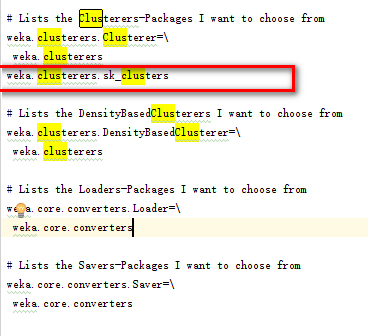 # Lists the Clusterers-Packages I want to choose from
weka.clusterers.Clusterer=\
weka.clusterers
weka.clusterers.sk_clusters
# Lists the DensityBasedClusterers I want to choose from
weka.clusterers.DensityBasedClusterer=\
weka.clusterers
# Lists the Loaders-Packages I want to choose from
weka.core.converters.Loader=\
weka.core.converters
# Lists the Savers-Packages I want to choose from
weka.core.converters.Saver=\
weka.core.converters